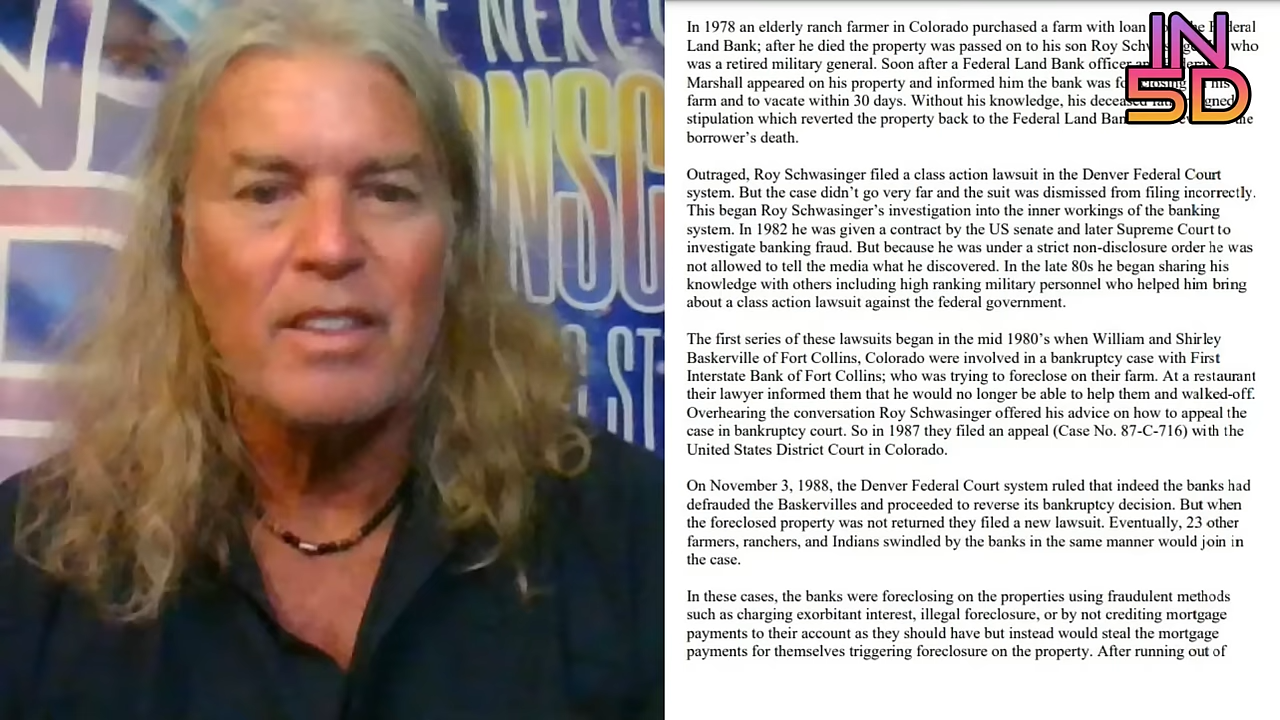 E NEXT
NSC
NSC
G ST
IN
5D
In 1978 an elderly ranch farmer in Colorado purchased a farm with loan
Land Bank; after he died the property was passed on to his son Roy who
was a retired military general. Soon after a Federal Land Bank officer
Marshall appeared on his property and informed him the bank was his
farm and to vacate within 30 days. Without his knowledge, his deceased
stipulation which reverted the property back to the Federal Land Bank the
borrower’s death.
Outraged, Roy Schwasinger filed a class action lawsuit in the Denver Federal Court
system. But the case didn’t go very far and the suit was dismissed from filing incorrectly.
This began Roy Schwasinger’s investigation into the inner workings of the banking
system. In 1982 he was given a contract by the US senate and later Supreme Court to
investigate banking fraud. But because he was under a strict non-disclosure order he was
not allowed to tell the media what he discovered. In the late 80s he began sharing his
knowledge with others including high ranking military personnel who helped him bring
about a class action lawsuit against the federal government.
The first series of these lawsuits began in the mid 1980’s when William and Shirley
Baskerville of Fort Collins, Colorado were involved in a bankruptcy case with First
Interstate Bank of Fort Collins; who was trying to foreclose on their farm. At a restaurant
their lawyer informed them that he would no longer be able to help them and walked-off.
Overhearing the conversation Roy Schwasinger offered his advice on how to appeal the
case in bankruptcy court. So in 1987 they filed an appeal (Case No. 87-C-716) with the
United States District Court in Colorado.
On November 3, 1988, the Denver Federal Court system ruled that indeed the banks had
defrauded the Baskervilles and proceeded to reverse its bankruptcy decision. But when
the foreclosed property was not returned they filed a new lawsuit. Eventually, 23 other
farmers, ranchers, and Indians swindled by the banks in the same manner would join in
the case.
In these cases, the banks were foreclosing on the properties using fraudulent methods
such as charging exorbitant interest, illegal foreclosure, or by not crediting mortgage
payments to their account as they should have but instead would steal the mortgage
payments for themselves triggering foreclosure on the property. After running out of